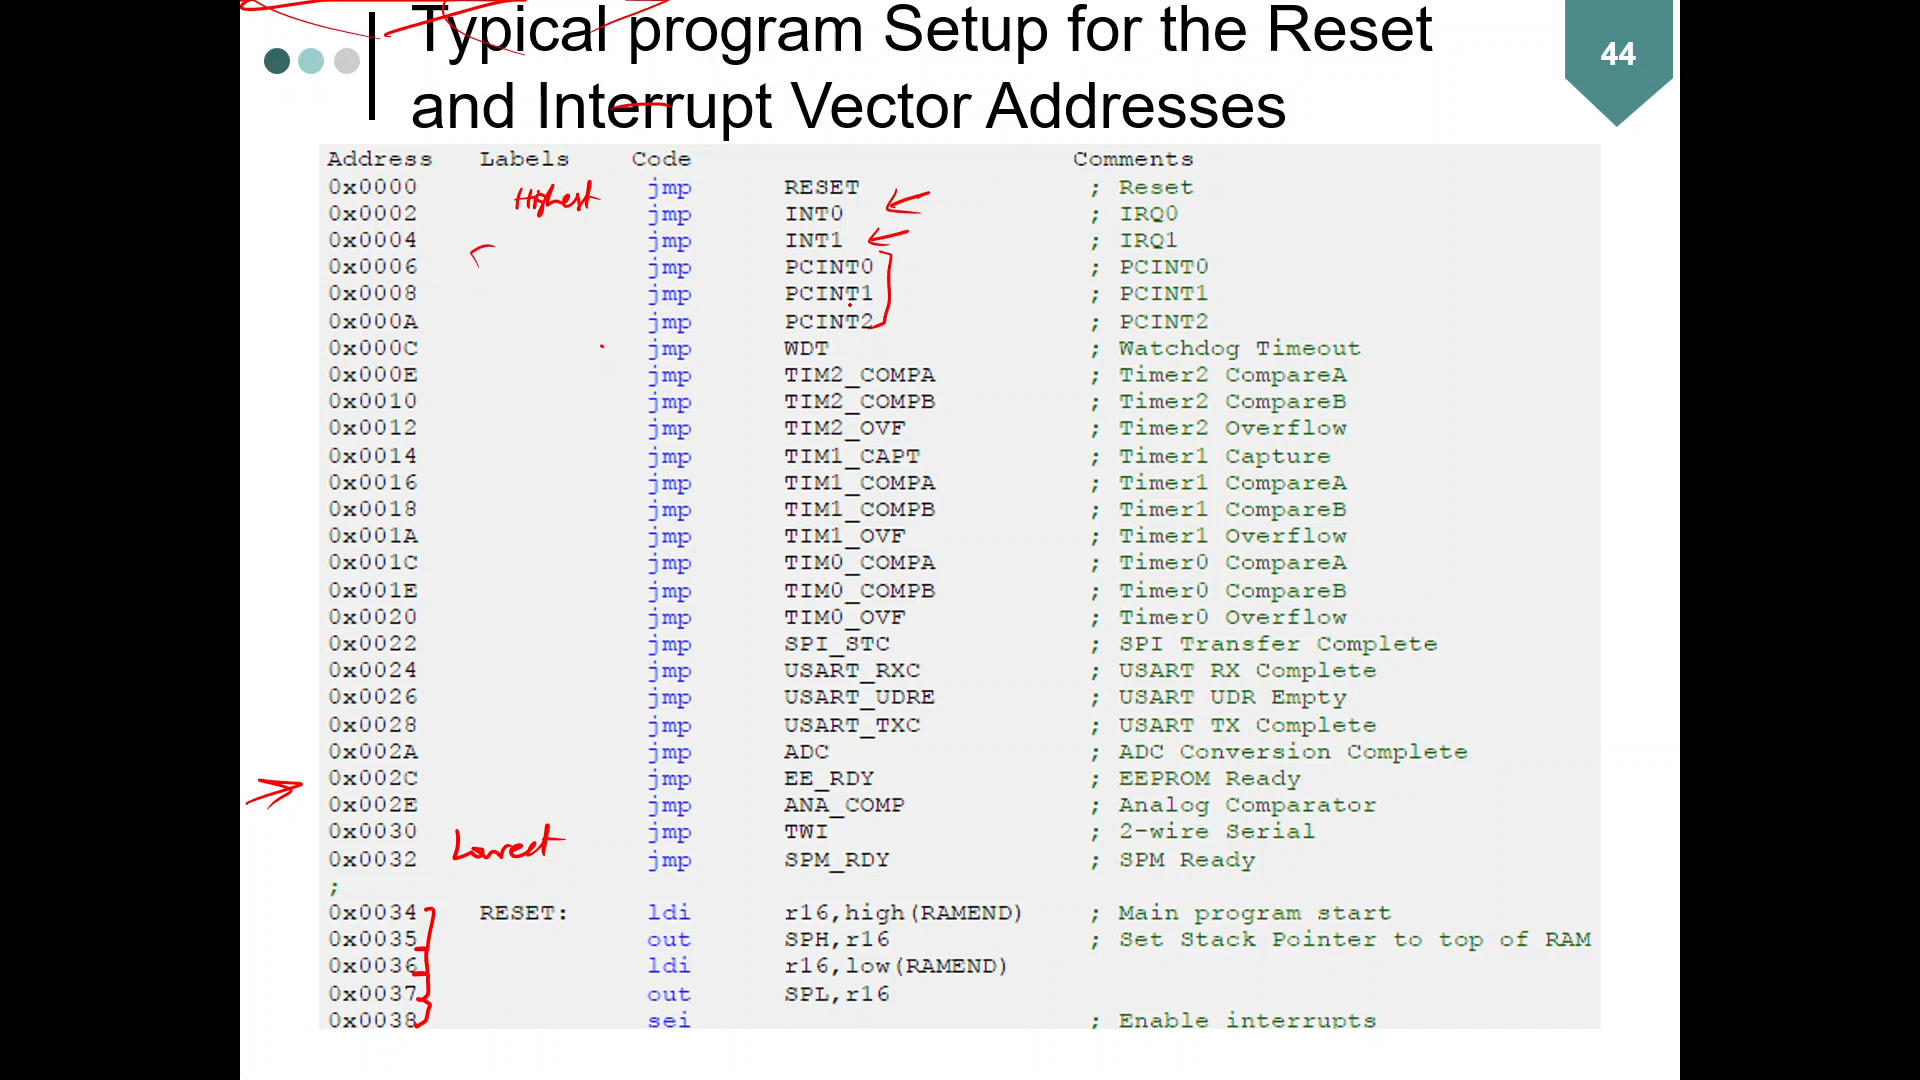 Typical program Setup for the Reset
and Interrupt Vector Addresses
44
Address Labels Code Comments
0x0000 jmp RESET ; Reset
Highest
0x0002 jmp INT0 ; IRQ0
0x0004 jmp INT1 ; IRQ1
0x0006 jmp PCINT0 ; PCINT0
0x0008 jmp PCINT1 ; PCINT1
0x000A jmp PCINT2 ; PCINT2
0x000C jmp WDT ; Watchdog Timeout
0x000E jmp TIM2_COMPA ; Timer2 CompareA
0x0010 jmp TIM2_COMPB ; Timer2 CompareB
0x0012 jmp TIM2_OVF ; Timer2 Overflow
0x0014 jmp TIM1_CAPT ; Timer1 Capture
0x0016 jmp TIM1_COMPA ; Timer1 CompareA
0x0018 jmp TIM1_COMPB ; Timer1 CompareB
0x001A jmp TIM1_OVF ; Timer1 Overflow
0x001C jmp TIM0_COMPA ; Timer0 CompareA
0x001E jmp TIM0_COMPB ; Timer0 CompareB
0x0020 jmp TIM0_OVF ; Timer0 Overflow
0x0022 jmp SPI_STC ; SPI Transfer Complete
0x0024 jmp USART_RXC ; USART RX Complete
0x0026 jmp USART_UDRE ; USART UDR Empty
0x0028 jmp USART_TXC ; USART TX Complete
0x002A jmp ADC ; ADC Conversion Complete
0x002C jmp EE_RDY ; EEPROM Ready
0x002E jmp ANA_COMP ; Analog Comparator
0x0030 jmp TWI ; 2-wire Serial
Lowest
0x0032 jmp SPM_RDY ; SPM Ready
;
0x0034 RESET: ldi r16,high(RAMEND) ; Main program start
0x0035 out SPH,r16 ; Set Stack Pointer to top of RAM
0x0036 ldi r16,low(RAMEND)
0x0037 out SPL,r16
0x0038 sei ; Enable interrupts